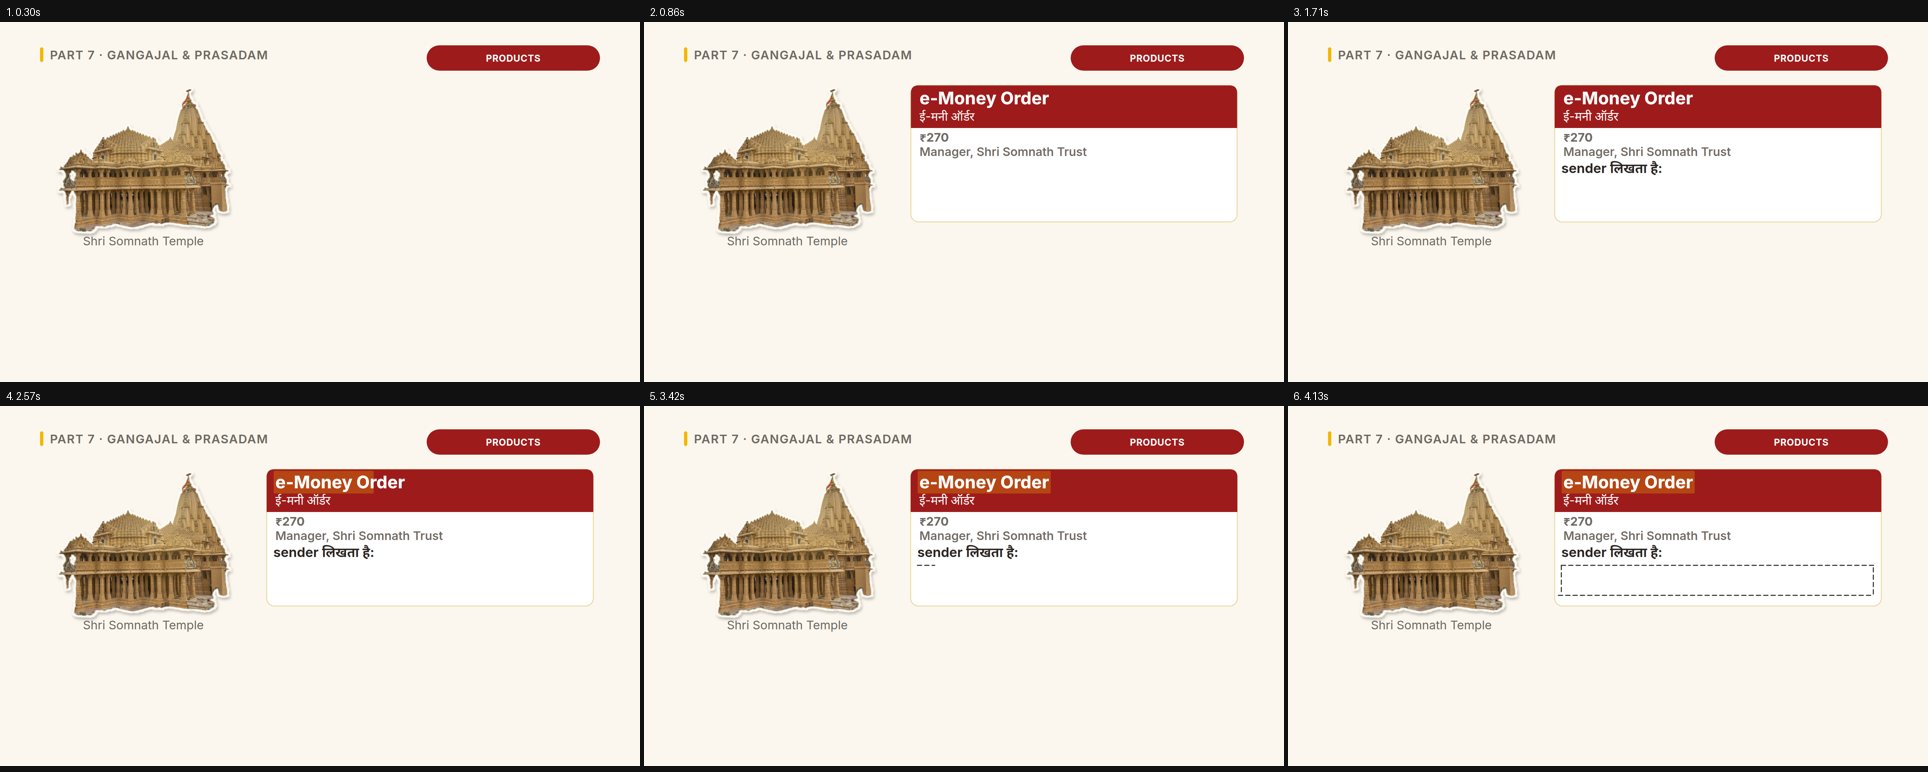 1. 0.30s
PART 7 · GANGAJAL & PRASADAM
PRODUCTS
Shri Somnath Temple
2. 0.86s
PART 7 · GANGAJAL & PRASADAM
PRODUCTS
e-Money Order
ई-मनी ऑर्डर
₹270
Manager, Shri Somnath Trust
Shri Somnath Temple
3. 1.71s
PART 7 · GANGAJAL & PRASADAM
PRODUCTS
e-Money Order
ई-मनी ऑर्डर
₹270
Manager, Shri Somnath Trust
sender लिखता है:
Shri Somnath Temple
4. 2.57s
PART 7 · GANGAJAL & PRASADAM
PRODUCTS
e-Money Order
ई-मनी ऑर्डर
₹270
Manager, Shri Somnath Trust
sender लिखता है:
Shri Somnath Temple
5. 3.42s
PART 7 · GANGAJAL & PRASADAM
PRODUCTS
e-Money Order
ई-मनी ऑर्डर
₹270
Manager, Shri Somnath Trust
sender लिखता है:
Shri Somnath Temple
6. 4.13s
PART 7 · GANGAJAL & PRASADAM
PRODUCTS
e-Money Order
ई-मनी ऑर्डर
₹270
Manager, Shri Somnath Trust
sender लिखता है:
Shri Somnath Temple